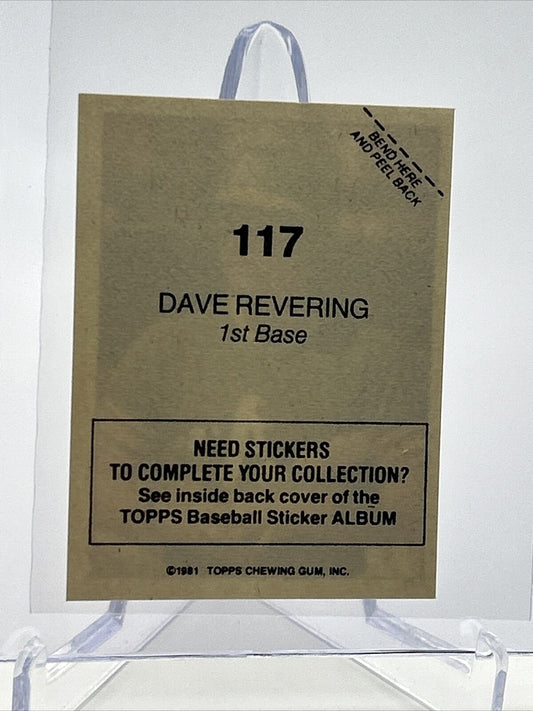 BEND HERE
AND PEEL BACK
117
DAVE REVERING
1st Base
NEED STICKERS
TO COMPLETE YOUR COLLECTION?
See inside back cover of the
TOPPS Baseball Sticker ALBUM
©1981 TOPPS CHEWING GUM, INC.